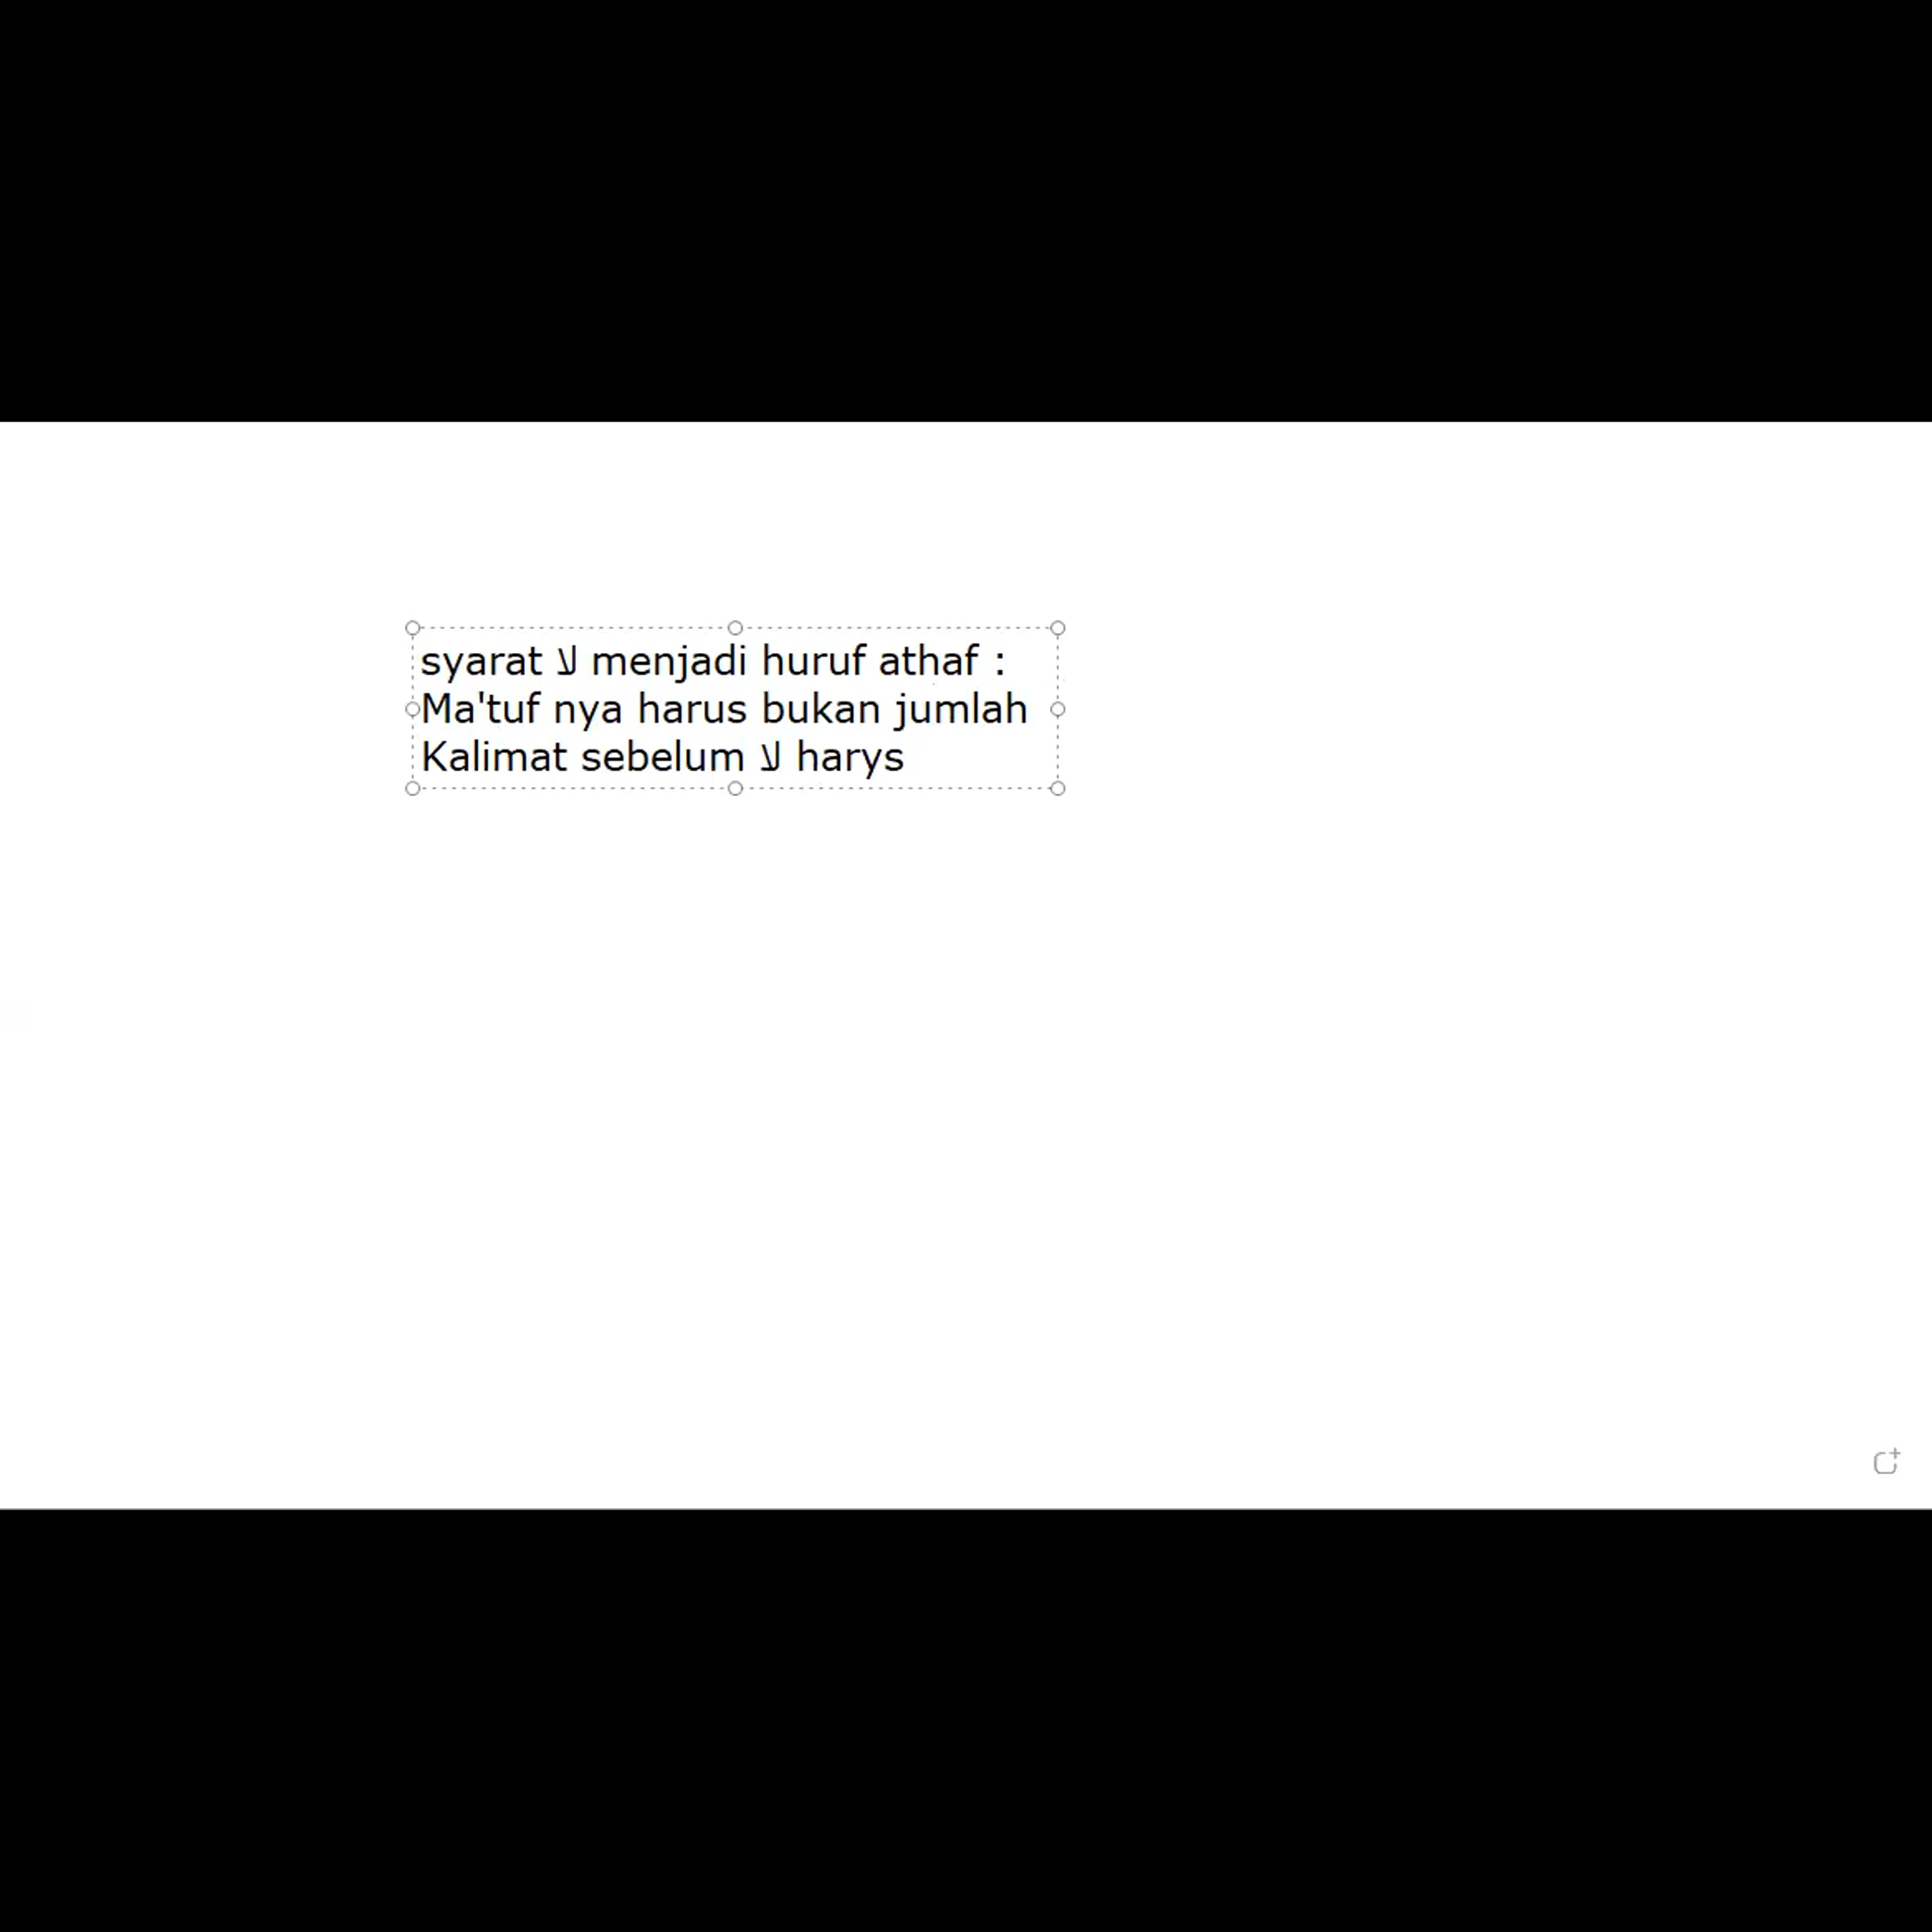 syarat لا menjadi huruf athaf :
Ma'tuf nya harus bukan jumlah
Kalimat sebelum لا harys